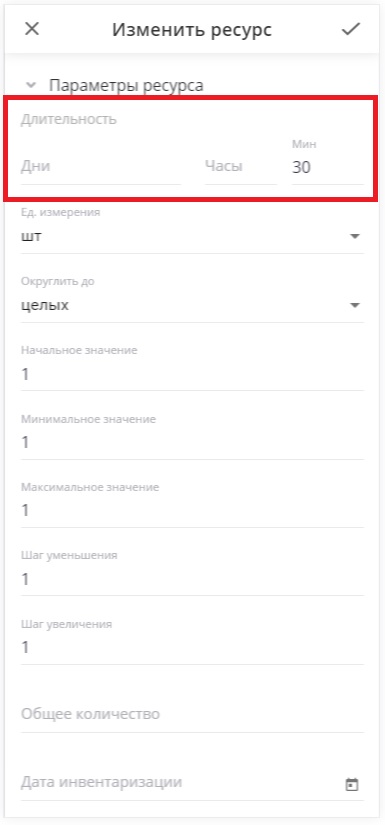 Изменить ресурс
Параметры ресурса
Длительность
Дни Часы Мин 30
Ед. измерения
шт
Округлить до
целых
Начальное значение
1
Минимальное значение
1
Максимальное значение
1
Шаг уменьшения
1
Шаг увеличения
1
Общее количество
Дата инвентаризации